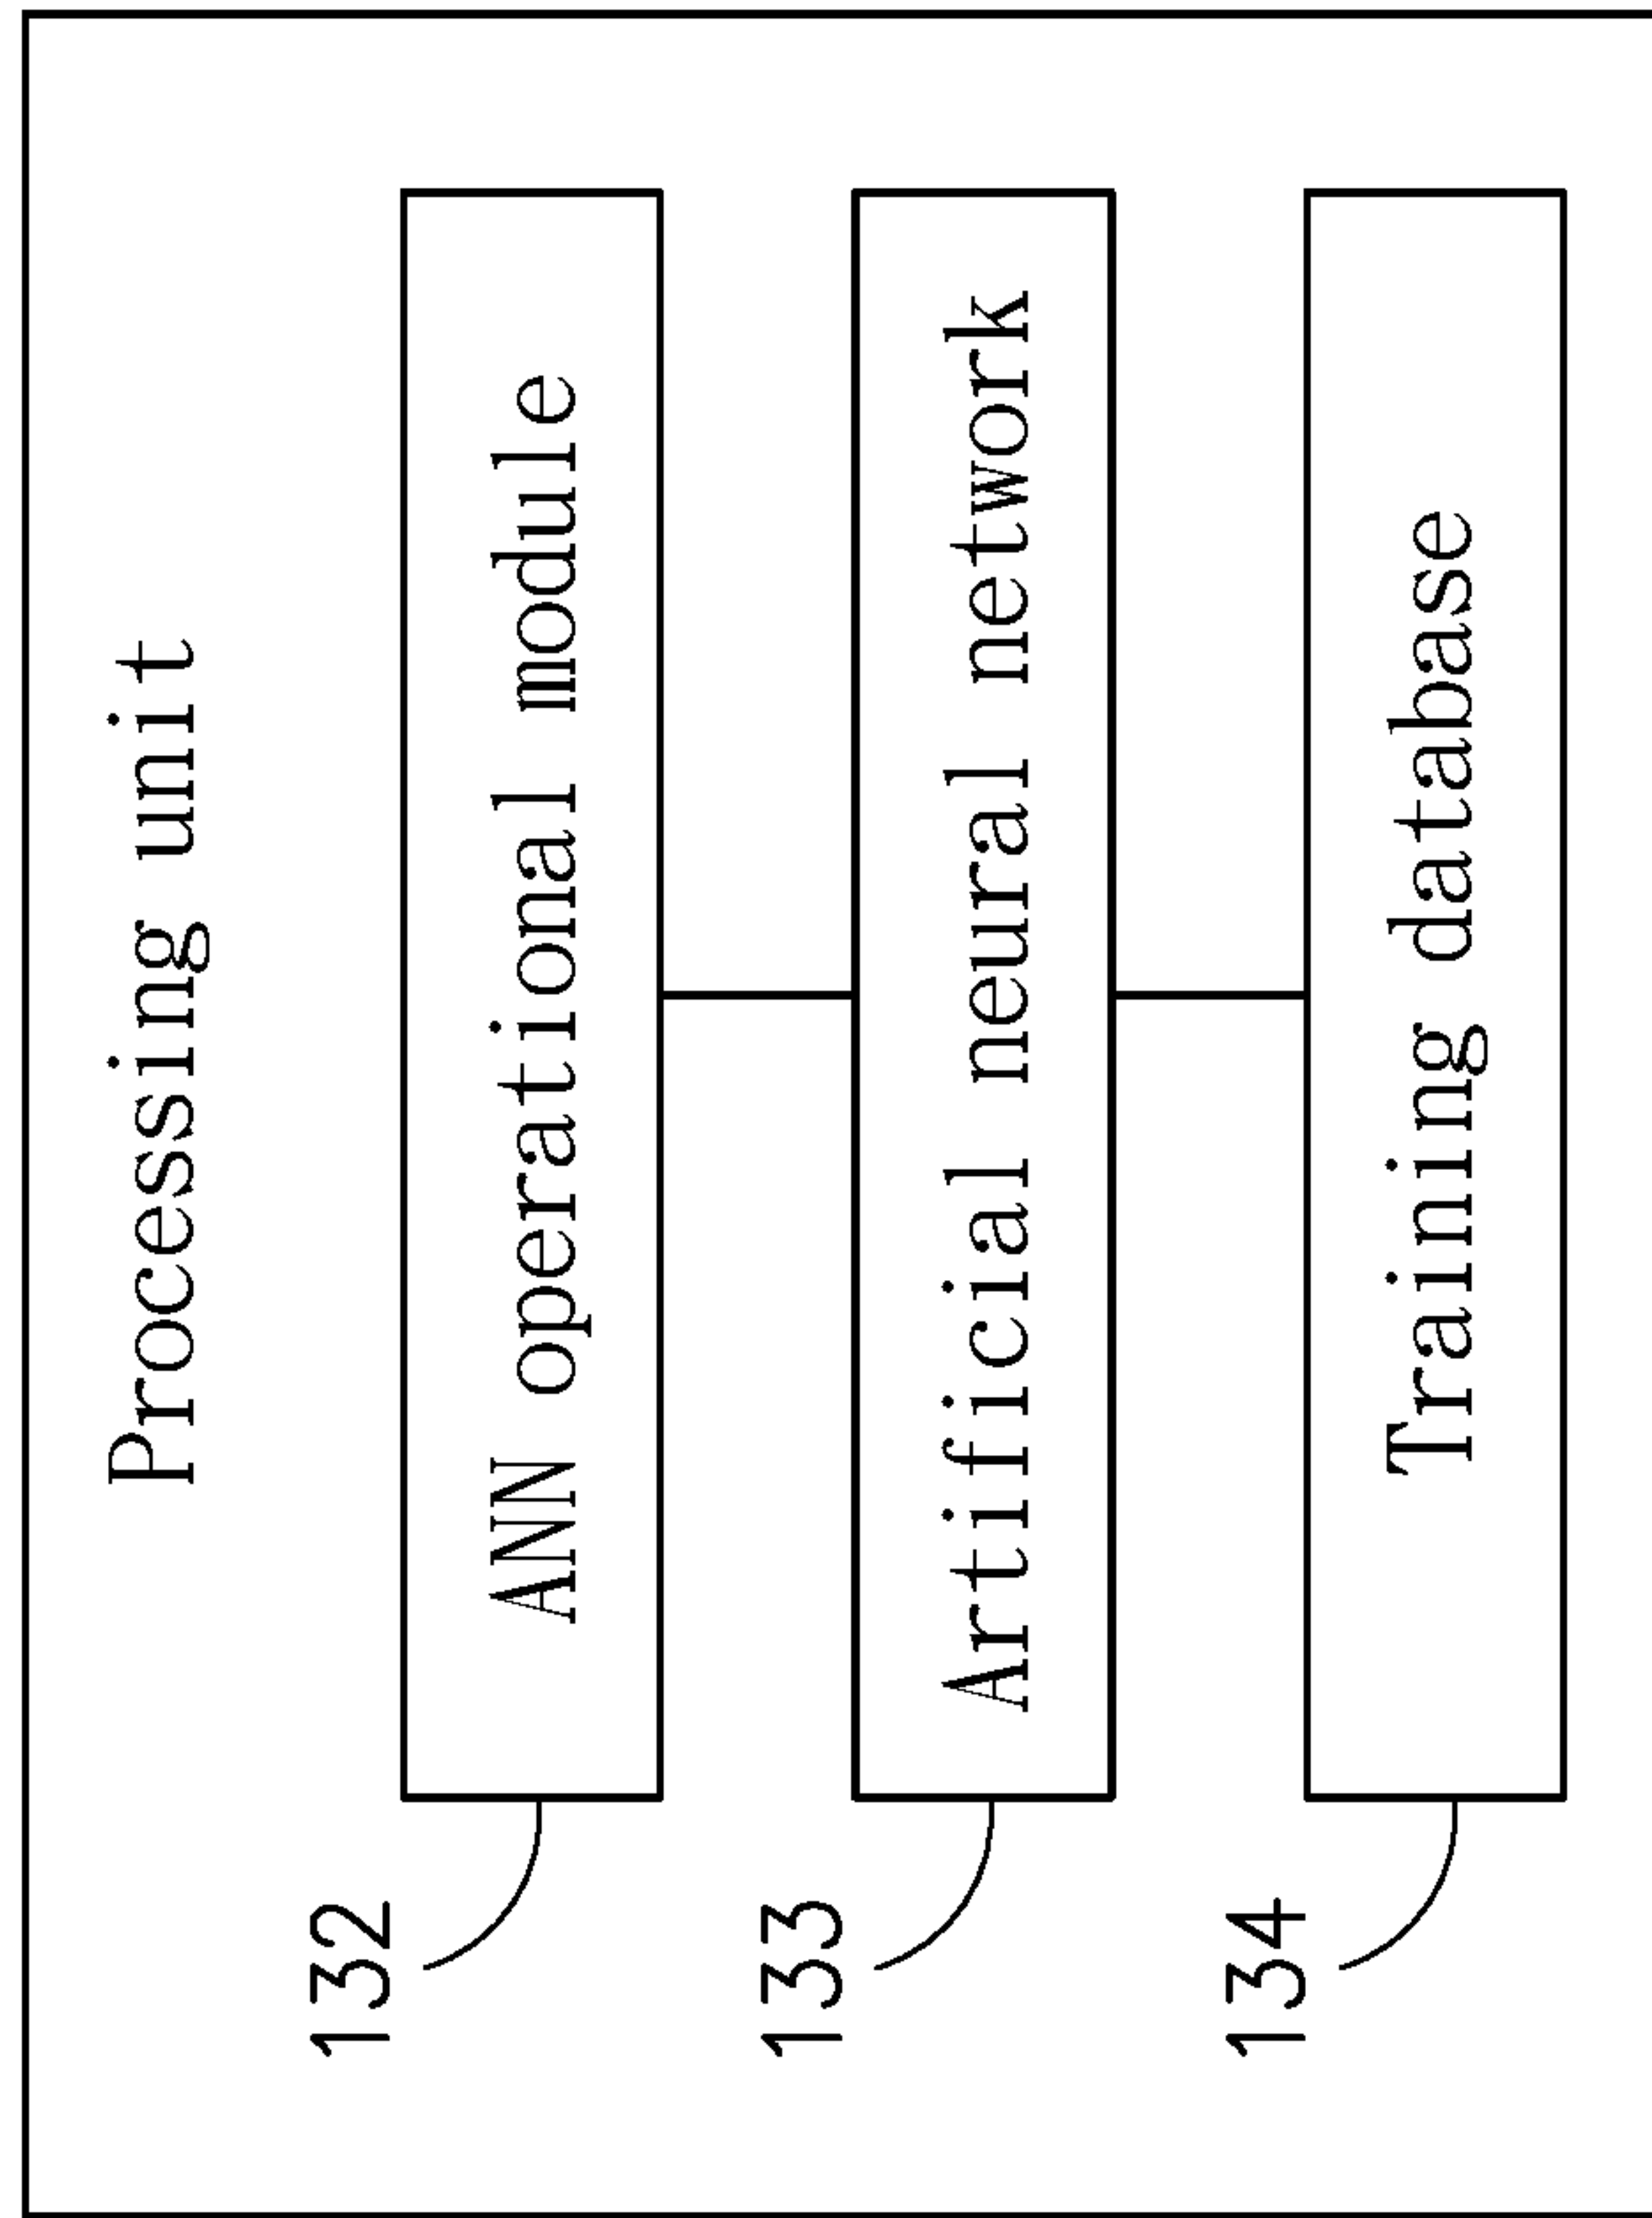 Processing unit
132
ANN operational module
133
Artificial neural network
134
Training database